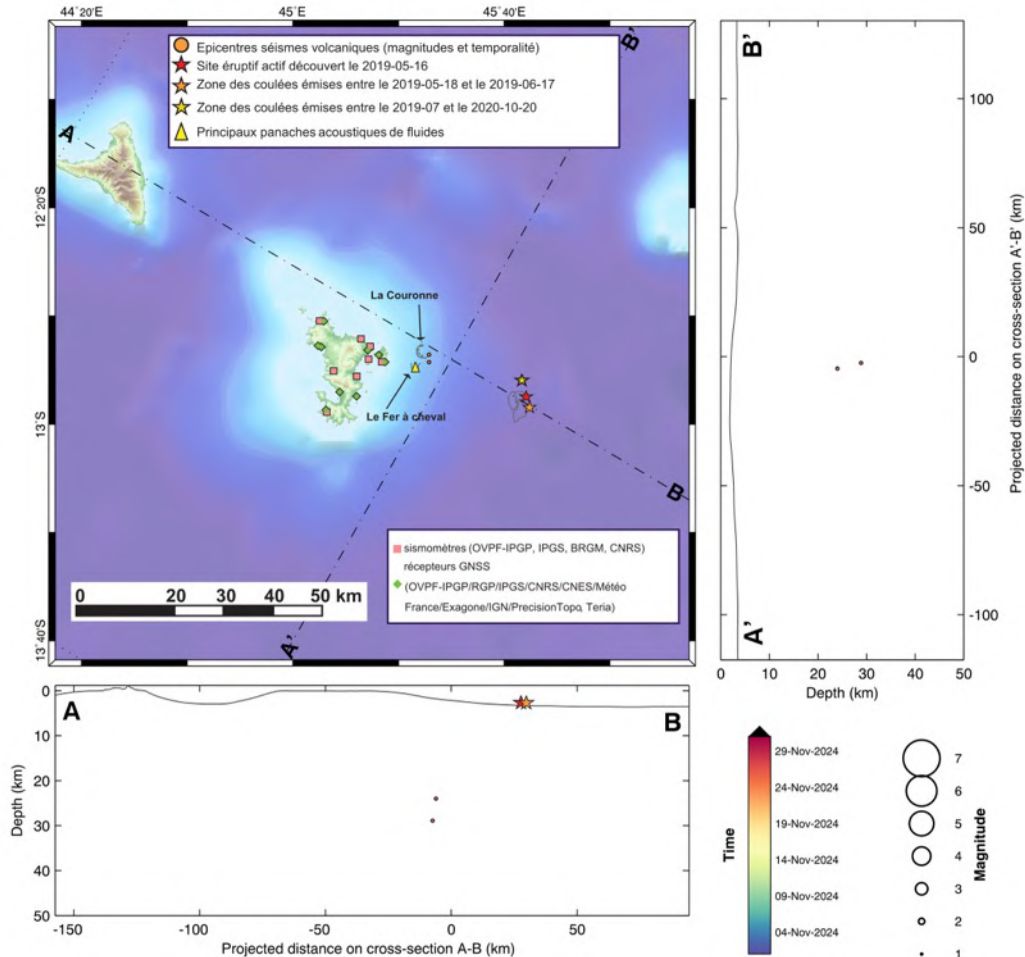 44˚20'E
45˚E
45˚40'E
B'
Epicentres séismes volcaniques (magnitudes et temporalité)
Site éruptif actif découvert le 2019-05-16
Zone des coulées émises entre le 2019-05-18 et le 2019-06-17
Zone des coulées émises entre le 2019-07 et le 2020-10-20
Principaux panaches acoustiques de fluides
A
12˚20'S
La Couronne
Le Fer à cheval
13˚S
B
sismomètres (OVPF-IPGP, IPGS, BRGM, CNRS)
récepteurs GNSS
(OVPF-IPGP/RGP/IPGS/CNRS/CNES/Météo
France/Exagone/IGN/PrecisionTopo, Teria)
0 20 30 50 km
13˚40'S
A'
B'
100
50
0
-50
-100
A'
0 10 20 30 40 50
Depth (km)
Projected distance on cross-section A'-B' (km)
A
B
0
10
20
30
40
50
Depth (km)
-150 -100 -50 0 50
Projected distance on cross-section A-B (km)
Time
29-Nov-2024
24-Nov-2024
19-Nov-2024
14-Nov-2024
09-Nov-2024
04-Nov-2024
7
6
5
4
3
2
1
Magnitude